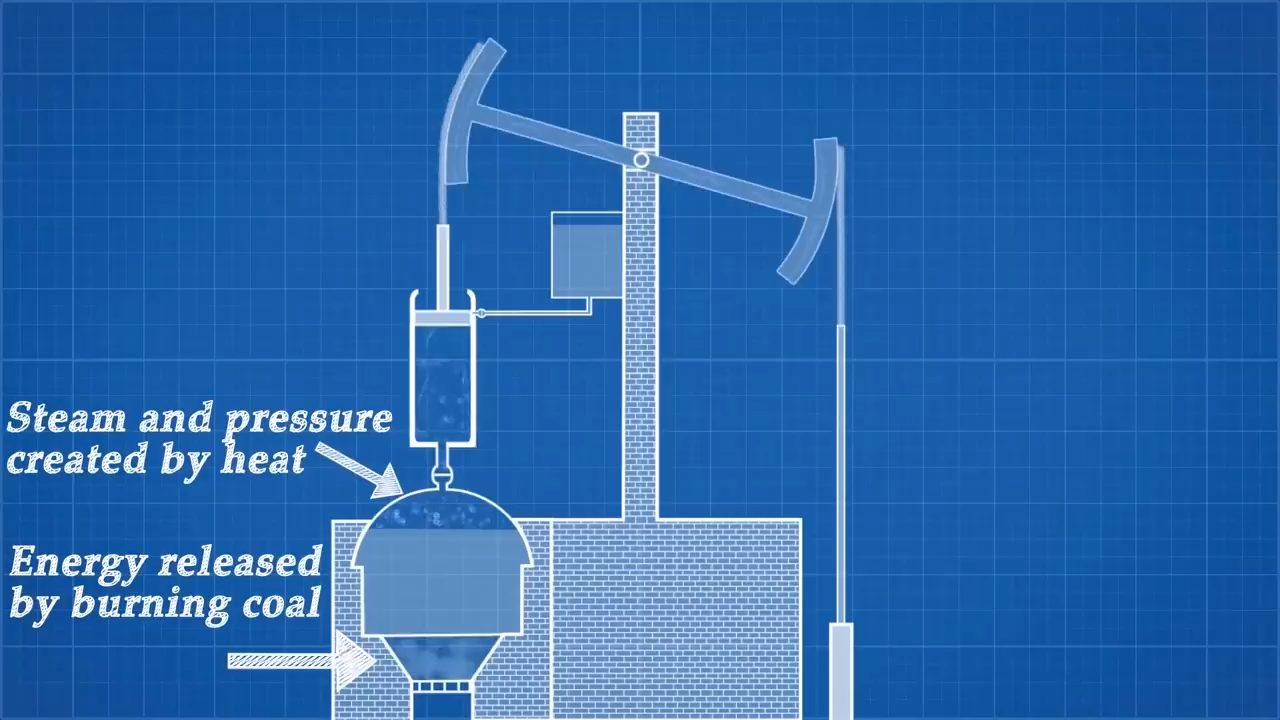 Steam and pressure
created by heat
Energy released
by burning coal